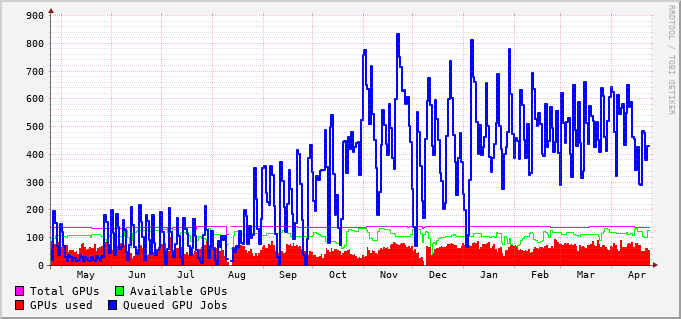 900
800
700
600
500
400
300
200
100
0
May Jun Jul Aug Sep Oct Nov Dec Jan Feb Mar Apr
Total GPUs Available GPUs
GPUs used Queued GPU Jobs
RRDTOOL / TOBI OETIKER